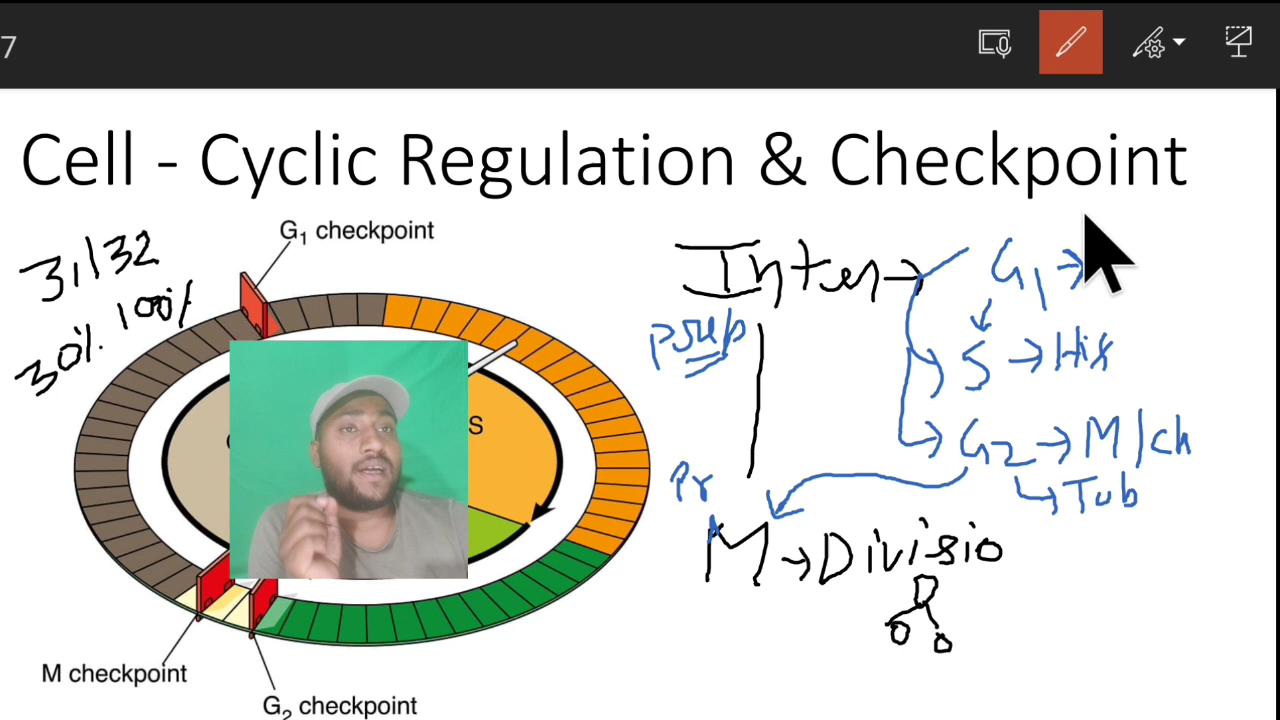 7
Cell - Cyclic Regulation & Checkpoint
G₁ checkpoint
31/32
30% 100%
S
M checkpoint
G₂ checkpoint
Inter → G₁ →
prep
S → His
G₂ → M/ch
→ Tub
Pr
M → Divisio